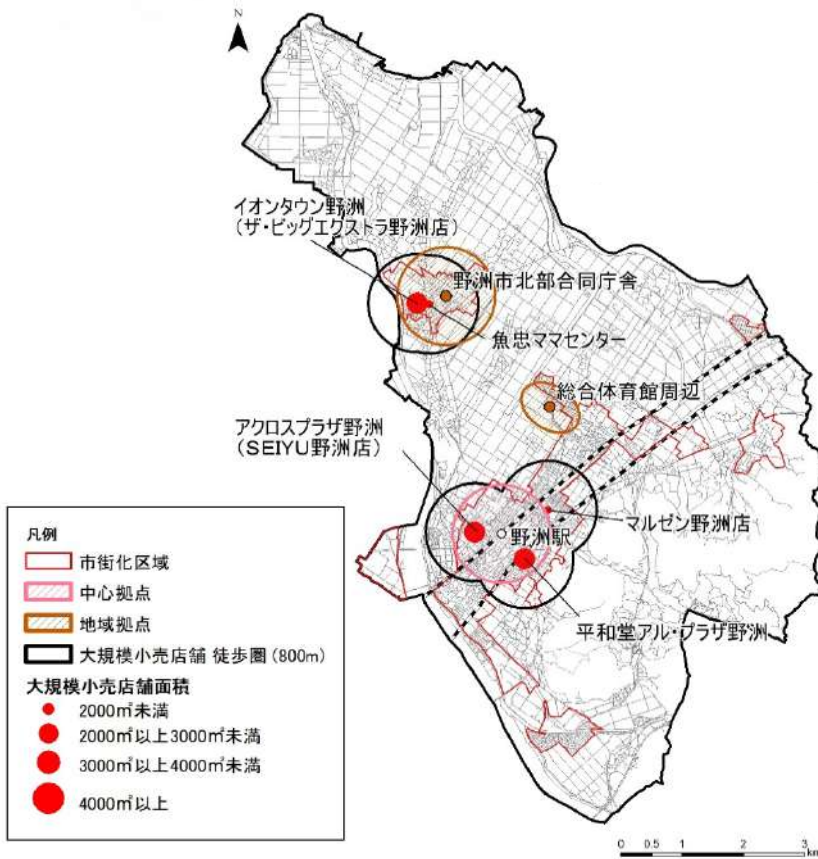 N
イオンタウン野洲
(ザ・ビッグエクストラ野洲店)
野洲市北部合同庁舎
魚忠ママセンター
総合体育館周辺
アクロスプラザ野洲
(SEIYU野洲店)
マルゼン野洲店
野洲駅
平和堂アル・プラザ野洲
凡例
市街化区域
中心拠点
地域拠点
大規模小売店舗 徒歩圏(800m)
大規模小売店舗面積
2000㎡未満
2000㎡以上3000㎡未満
3000㎡以上4000㎡未満
4000㎡以上
0 0.5 1 2 3
km